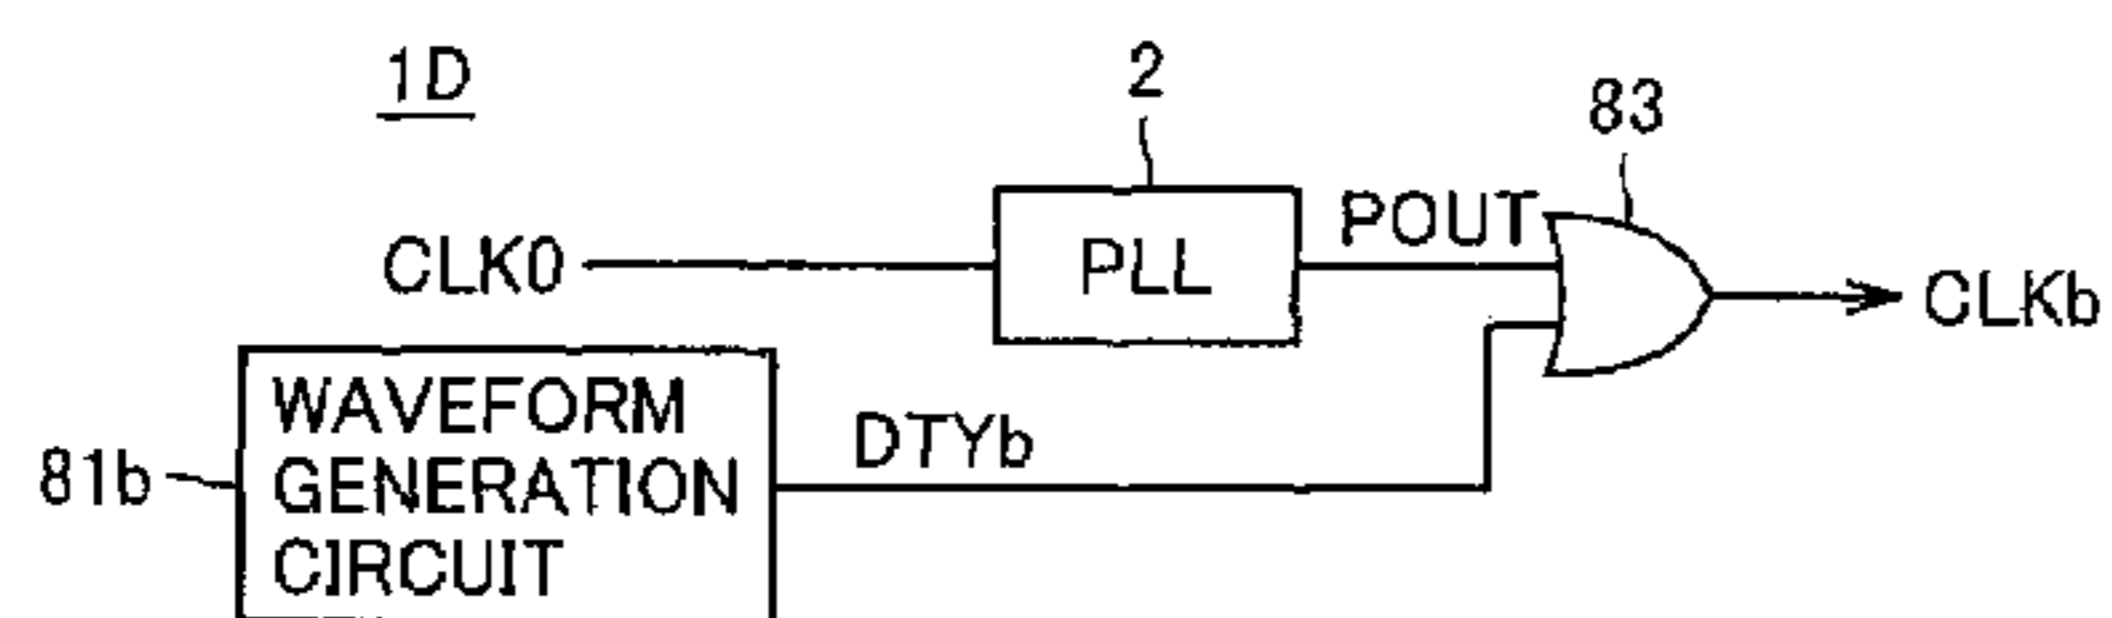 1D
2
83
POUT
CLK0
PLL
CLKb
WAVEFORM
GENERATION
CIRCUIT
81b
DTYb